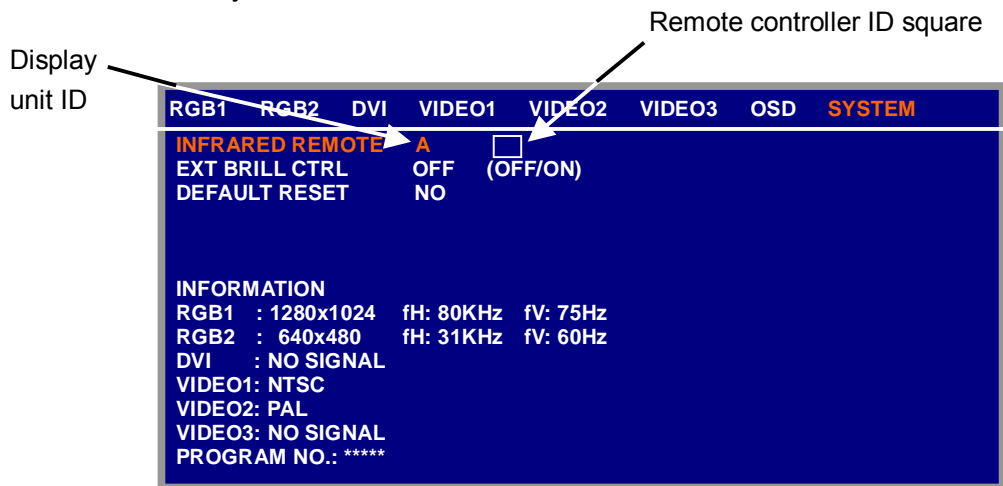 Remote controller ID square
Display
unit ID
RGB1 RGB2 DVI VIDEO1 VIDEO2 VIDEO3 OSD SYSTEM
INFRARED REMOTE A
EXT BRILL CTRL OFF (OFF/ON)
DEFAULT RESET NO
INFORMATION
RGB1 : 1280x1024 fH: 80KHz fV: 75Hz
RGB2 : 640x480 fH: 31KHz fV: 60Hz
DVI : NO SIGNAL
VIDEO1: NTSC
VIDEO2: PAL
VIDEO3: NO SIGNAL
PROGRAM NO.: *****